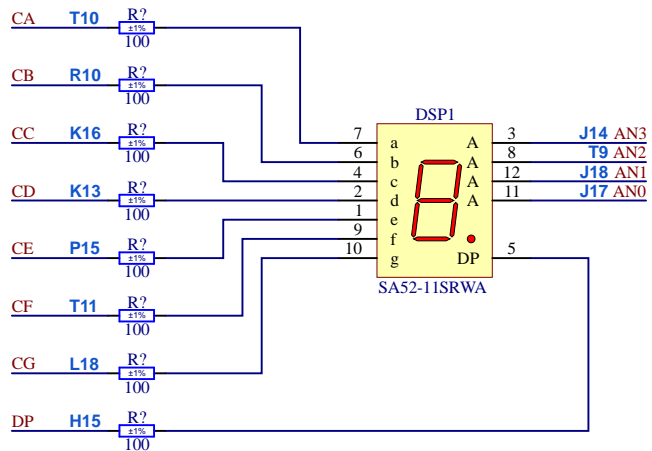 CA T10 R?
±1%
100
CB R10 R?
±1%
100
CC K16 R?
±1%
100
CD K13 R?
±1%
100
CE P15 R?
±1%
100
CF T11 R?
±1%
100
CG L18 R?
±1%
100
DP H15 R?
±1%
100
DSP1
7 a A 3 J14 AN3
6 b A 8 T9 AN2
4 c A 12 J18 AN1
2 d A 11 J17 AN0
1 e
9 f
10 g DP 5
SA52-11SRWA